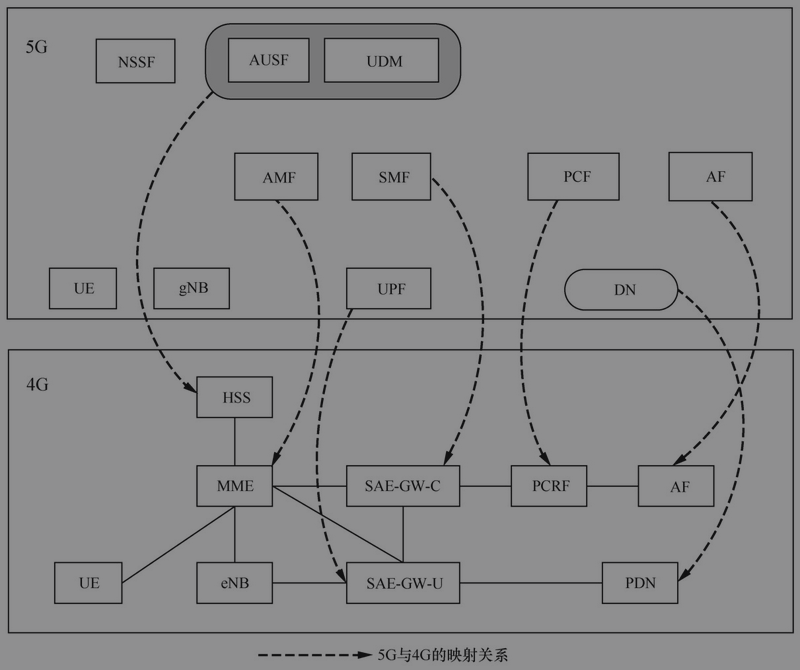 5G
NSSF
AUSF
UDM
AMF
SMF
PCF
AF
UE
gNB
UPF
DN
4G
HSS
MME
SAE-GW-C
PCRF
AF
UE
eNB
SAE-GW-U
PDN
5G与4G的映射关系